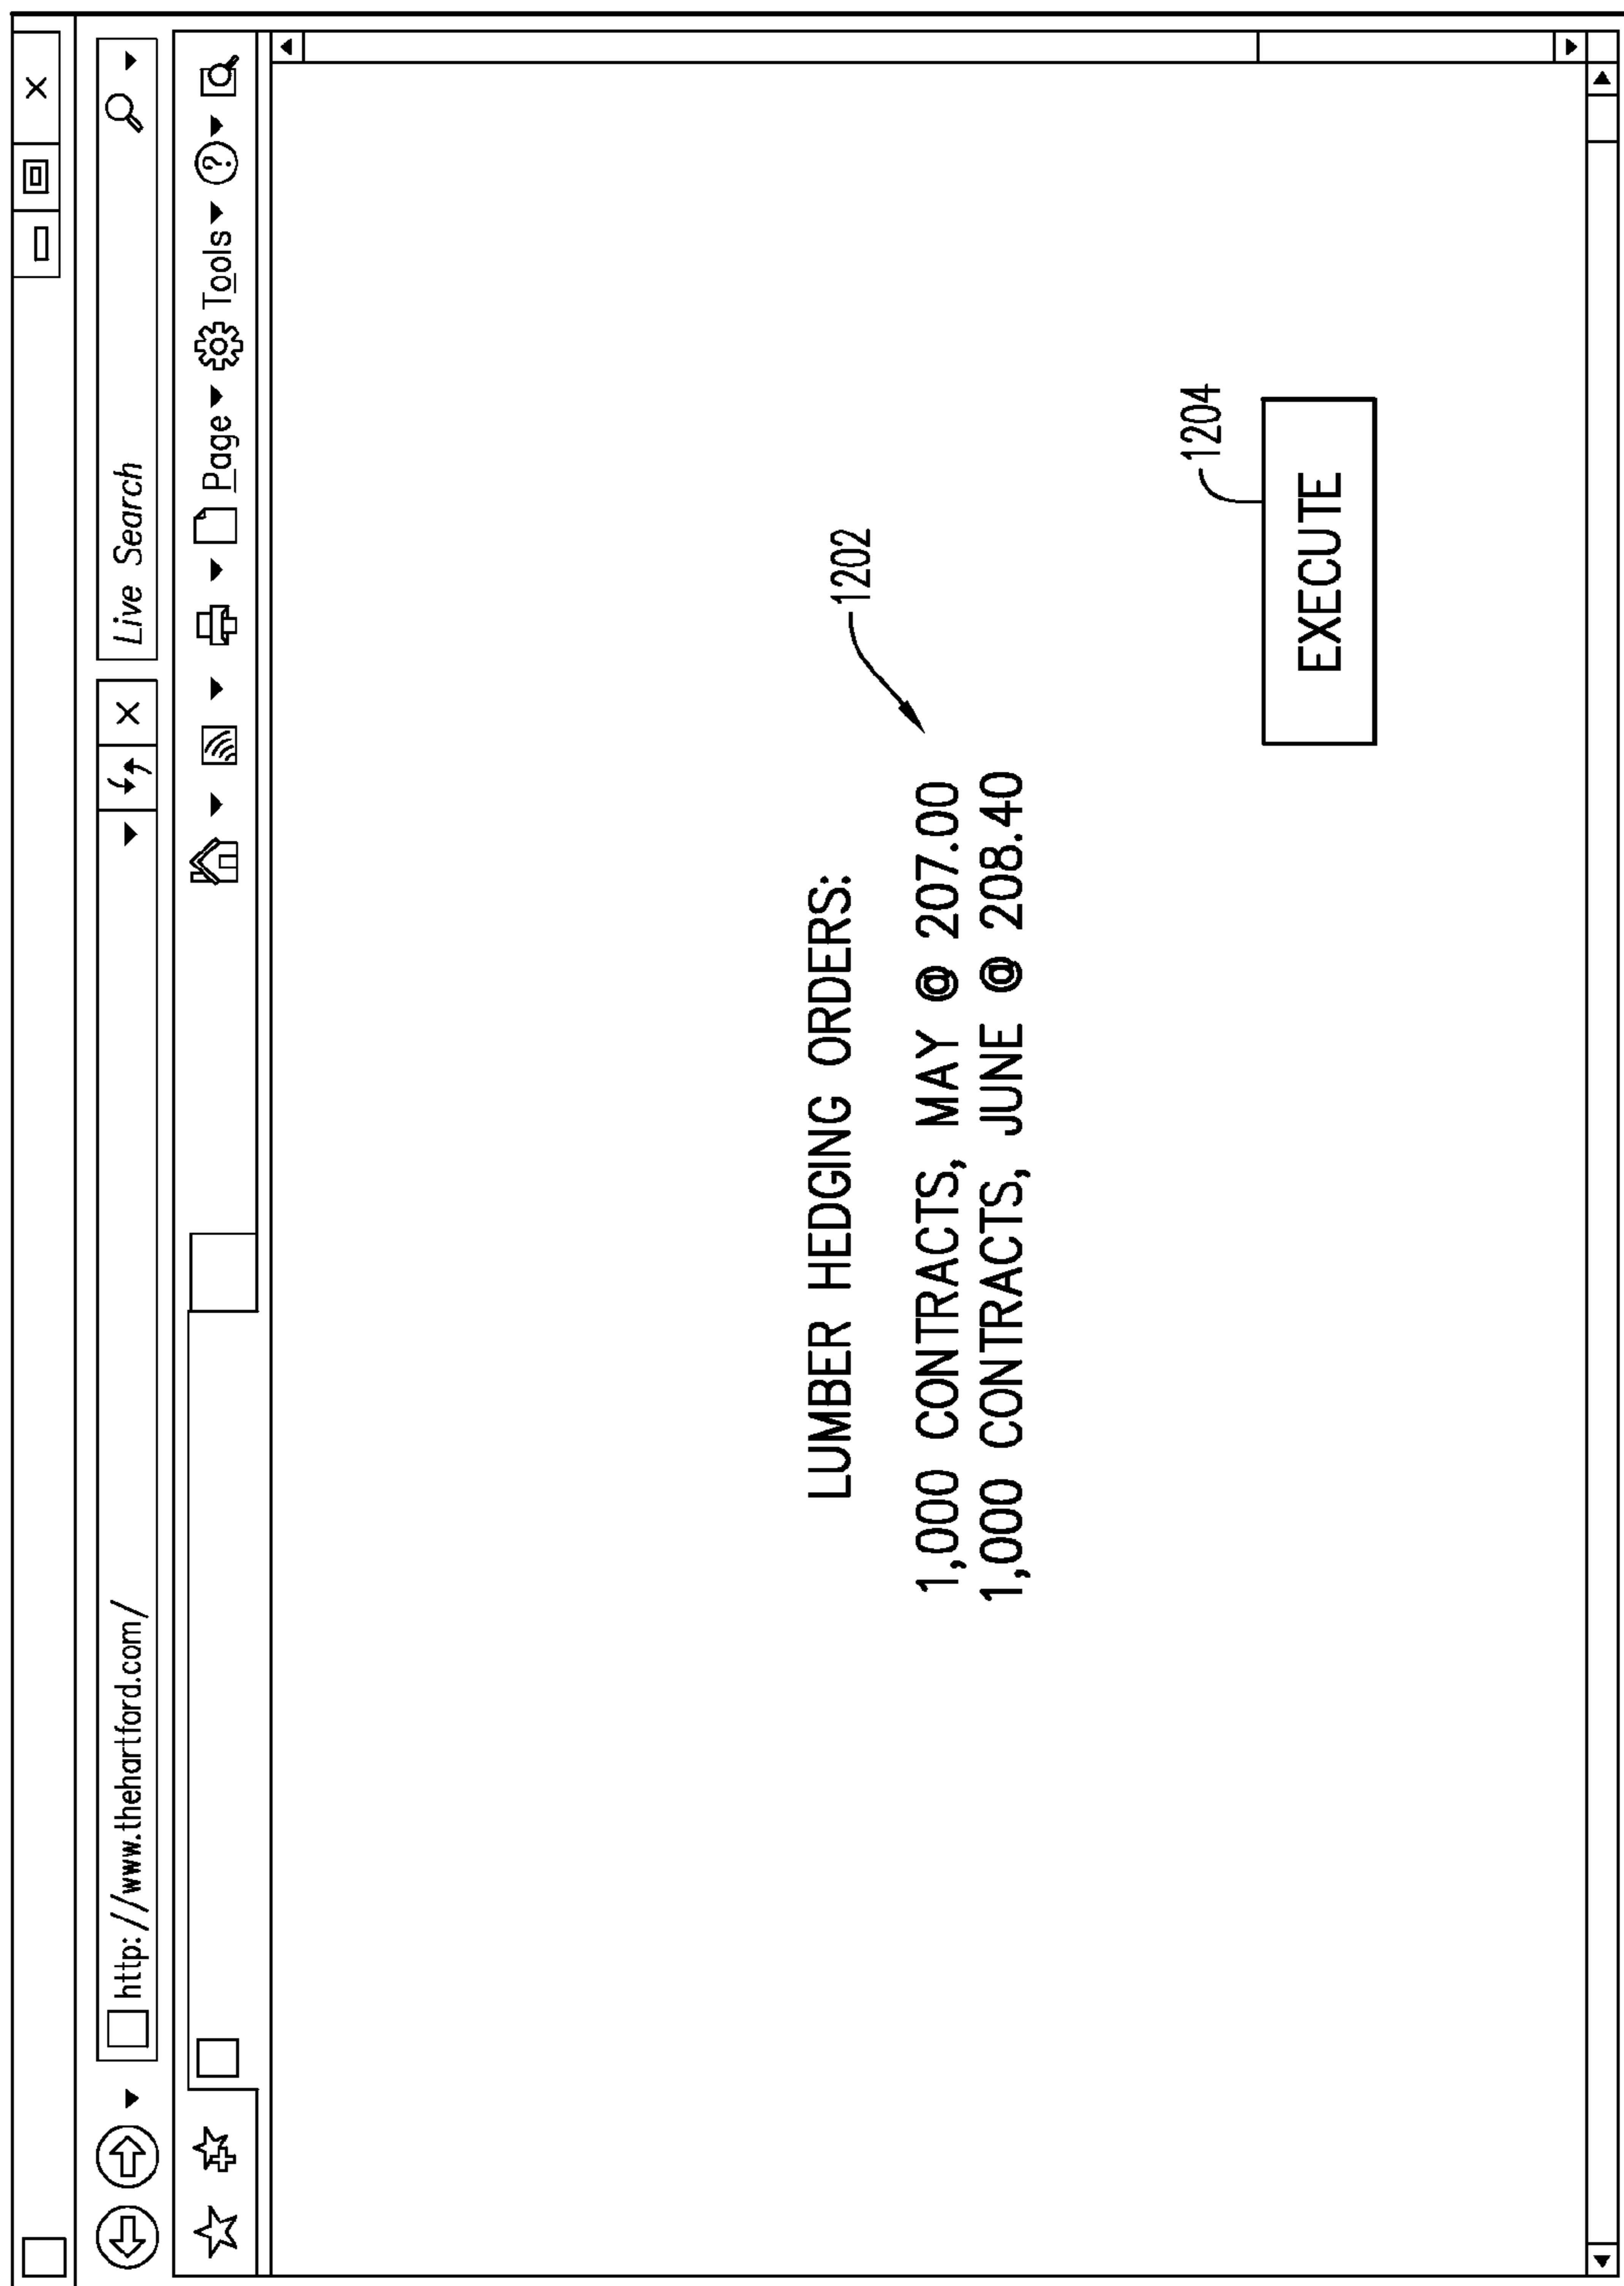 http://www.thehartford.com/
Live Search
Page Tools ?
LUMBER HEDGING ORDERS:
1202
1,000 CONTRACTS, MAY @ 207.00
1,000 CONTRACTS, JUNE @ 208.40
1204
EXECUTE